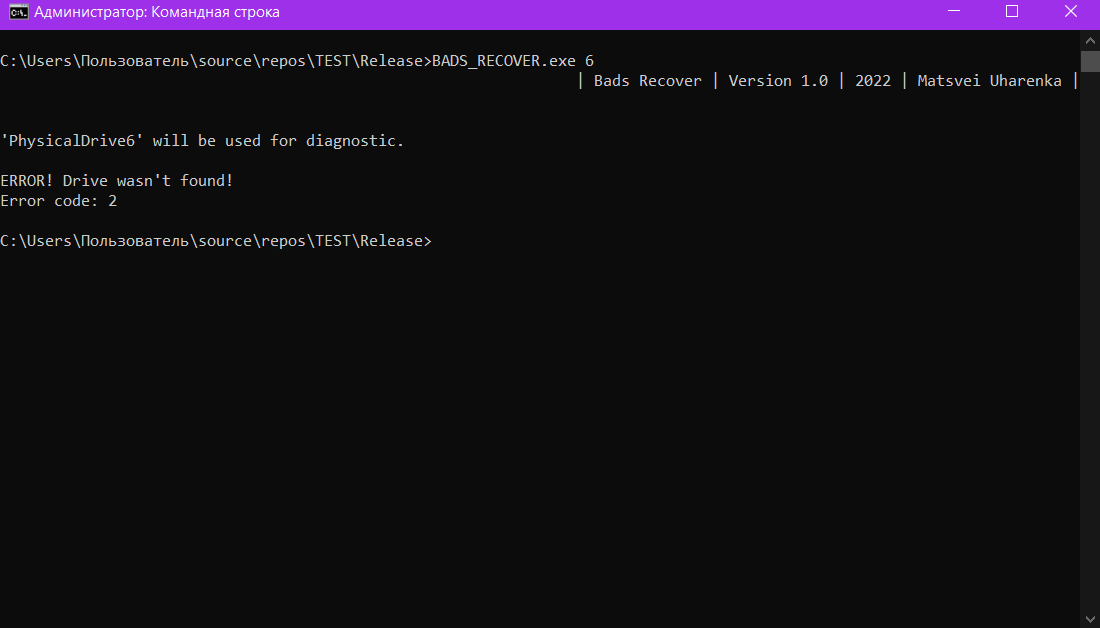 Администратор: Командная строка
C:\Users\Пользователь\source\repos\TEST\Release>BADS_RECOVER.exe 6
| Bads Recover | Version 1.0 | 2022 | Matsvei Uharenka |
'PhysicalDrive6' will be used for diagnostic.
ERROR! Drive wasn't found!
Error code: 2
C:\Users\Пользователь\source\repos\TEST\Release>